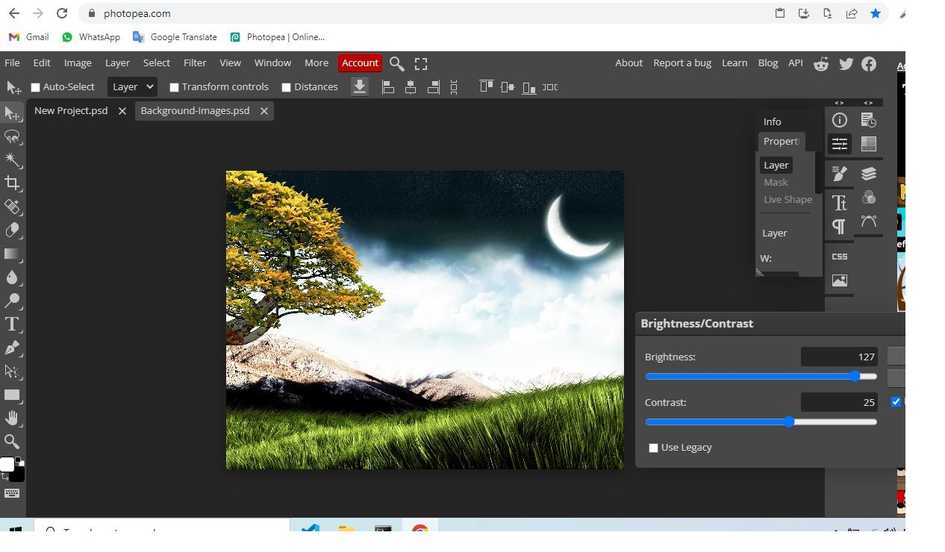 photopea.com
Gmail WhatsApp Google Translate Photopea | Online...
File Edit Image Layer Select Filter View Window More Account About Report a bug Learn Blog API
Auto-Select Layer Transform controls Distances
New Project.psd Background-Images.psd
Info
Propert
Layer
Mask
Live Shape
Layer
W:
CSS
Brightness/Contrast
Brightness: 127
Contrast: 25
Use Legacy